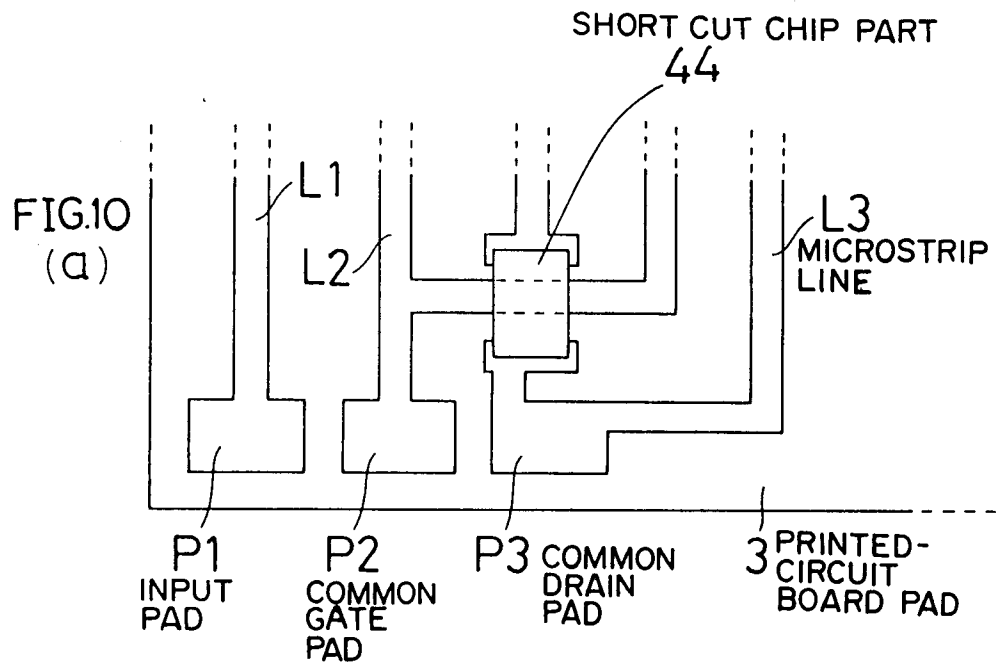 SHORT CUT CHIP PART
44
FIG.10
(a)
L1
L2
L3
MICROSTRIP
LINE
P1
INPUT
PAD
P2
COMMON
GATE
PAD
P3 COMMON
DRAIN
PAD
3 PRINTED-
CIRCUIT
BOARD PAD